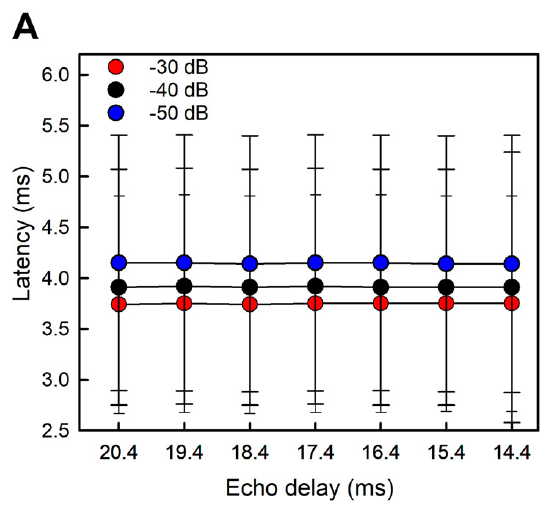 A
-30 dB
-40 dB
-50 dB
6.0
5.5
5.0
4.5
4.0
3.5
3.0
2.5
Latency (ms)
20.4 19.4 18.4 17.4 16.4 15.4 14.4
Echo delay (ms)